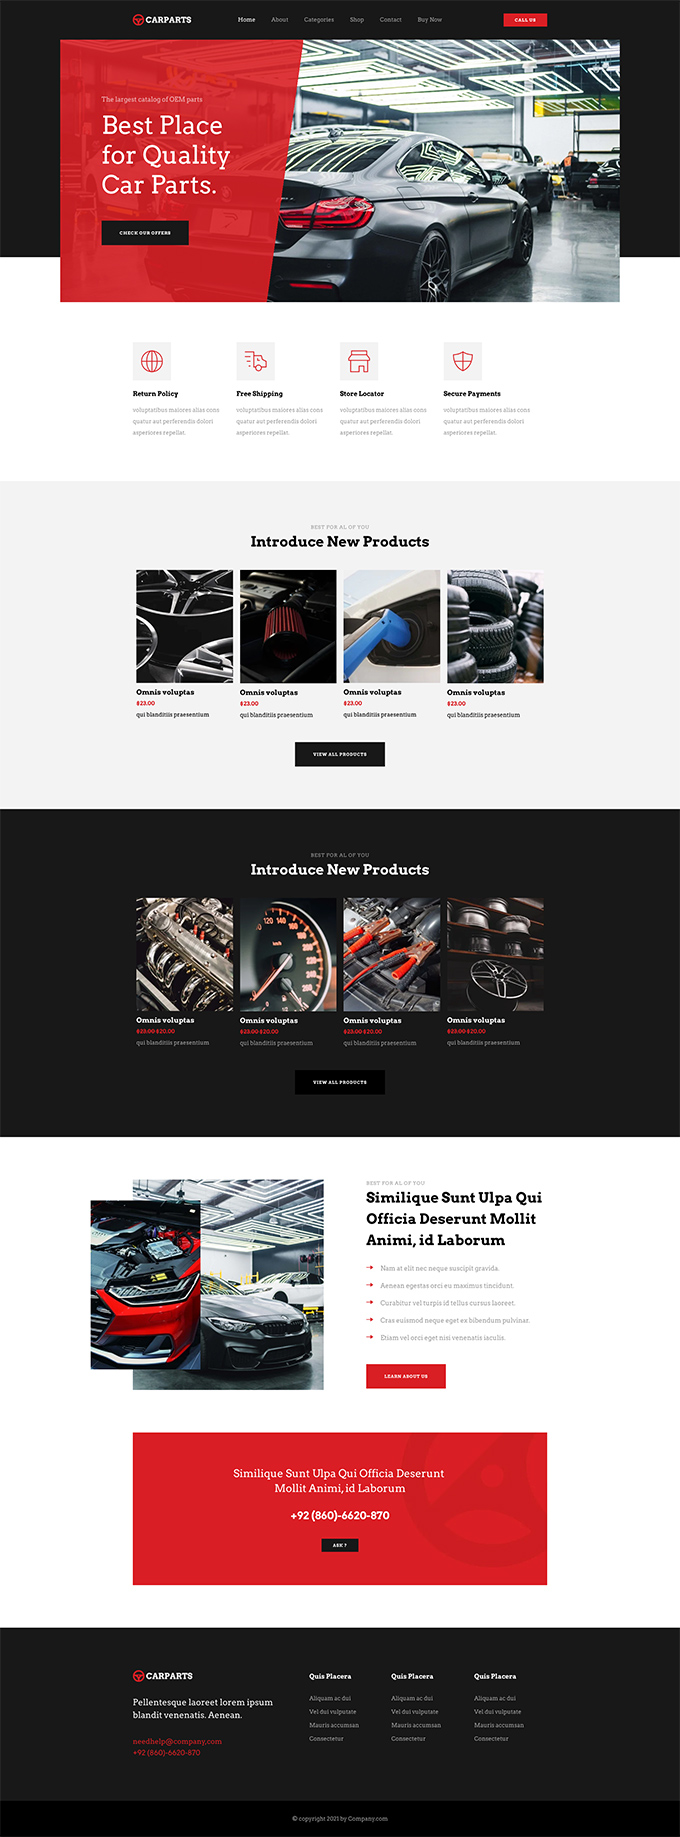 CARPARTS
Home About Categories Shop Contact Buy Now
CALL US
The largest catalog of OEM parts
Best Place
for Quality
Car Parts.
CHECK OUR OFFERS
Return Policy
voluptatibus maiores alias cons
quatur aut perferendis dolori
asperiores repellat.
Free Shipping
voluptatibus maiores alias cons
quatur aut perferendis dolori
asperiores repellat.
Store Locator
voluptatibus maiores alias cons
quatur aut perferendis dolori
asperiores repellat.
Secure Payments
voluptatibus maiores alias cons
quatur aut perferendis dolori
asperiores repellat.
BEST FOR AL OF YOU
Introduce New Products
Omnis voluptas
$23.00
qui blanditiis praesentium
Omnis voluptas
$23.00
qui blanditiis praesentium
Omnis voluptas
$23.00
qui blanditiis praesentium
Omnis voluptas
$23.00
qui blanditiis praesentium
VIEW ALL PRODUCTS
BEST FOR AL OF YOU
Introduce New Products
Omnis voluptas
$23.00 $20.00
qui blanditiis praesentium
Omnis voluptas
$23.00 $20.00
qui blanditiis praesentium
Omnis voluptas
$23.00 $20.00
qui blanditiis praesentium
Omnis voluptas
$23.00 $20.00
qui blanditiis praesentium
VIEW ALL PRODUCTS
BEST FOR AL OF YOU
Similique Sunt Ulpa Qui
Officia Deserunt Mollit
Animi, id Laborum
Nam at elit nec neque suscipit gravida.
Aenean egestas orci eu maximus tincidunt.
Curabitur vel turpis id tellus cursus laoreet.
Cras euismod neque eget ex bibendum pulvinar.
Etiam vel orci eget nisi venenatis iaculis.
LEARN ABOUT US
Similique Sunt Ulpa Qui Officia Deserunt
Mollit Animi, id Laborum
+92 (860)-6620-870
ASK ?
CARPARTS
Pellentesque laoreet lorem ipsum
blandit venenatis. Aenean.
needhelp@company.com
+92 (860)-6620-870
Quis Placera
Aliquam ac dui
Vel dui vulputate
Mauris accumsan
Consectetur
Quis Placera
Aliquam ac dui
Vel dui vulputate
Mauris accumsan
Consectetur
Quis Placera
Aliquam ac dui
Vel dui vulputate
Mauris accumsan
Consectetur
© copyright 2021 by Company.com